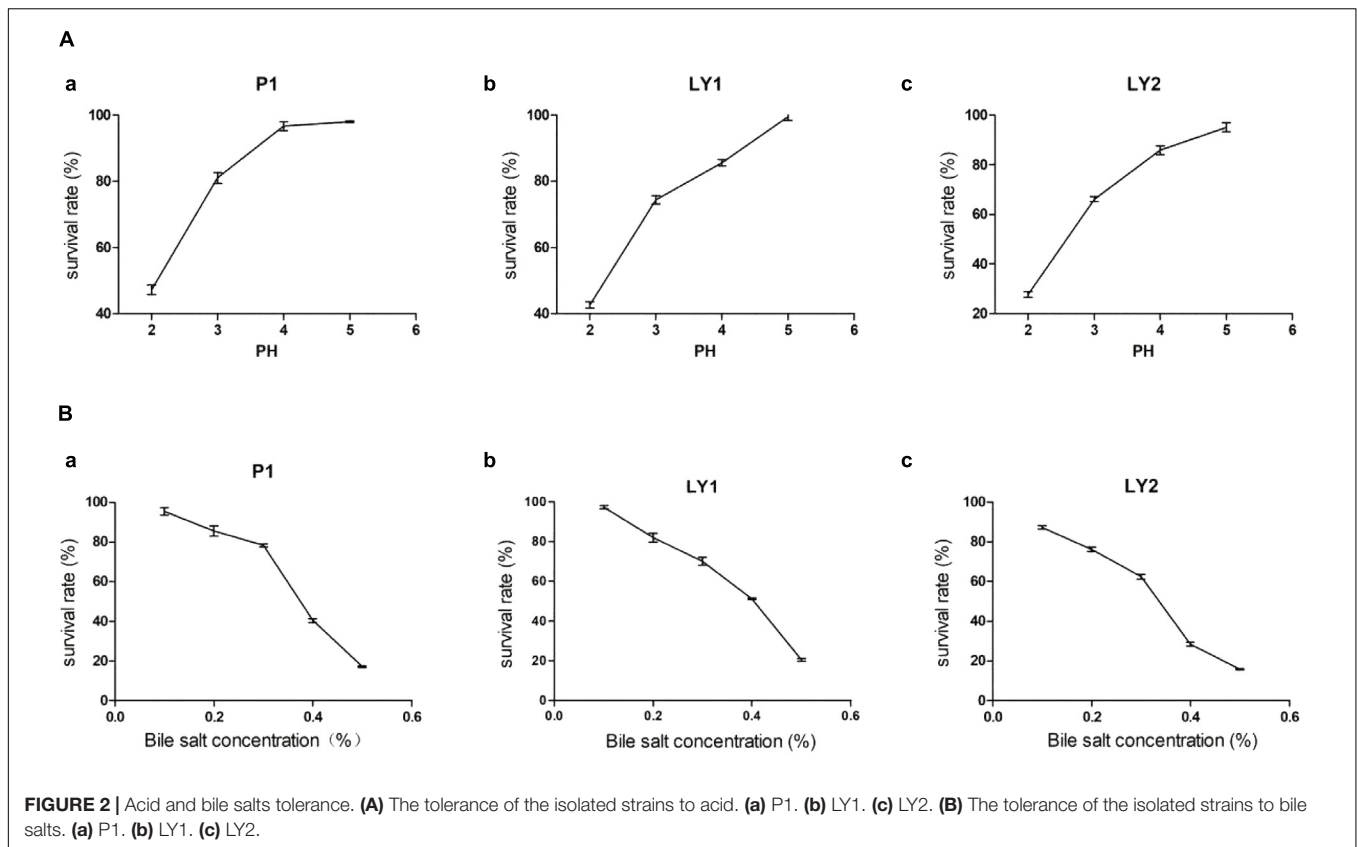 A
a
P1
100
80
60
40
survival rate (%)
2 3 4 5 6
PH
b
LY1
100
80
60
40
survival rate (%)
2 3 4 5 6
PH
c
LY2
100
80
60
40
20
survival rate (%)
2 3 4 5 6
PH
B
a
P1
100
80
60
40
20
0
survival rate (%)
0.0 0.2 0.4 0.6
Bile salt concentration（%）
b
LY1
100
80
60
40
20
0
survival rate (%)
0.0 0.2 0.4 0.6
Bile salt concentration (%)
c
LY2
100
80
60
40
20
0
survival rate (%)
0.0 0.2 0.4 0.6
Bile salt concentration (%)
FIGURE 2 | Acid and bile salts tolerance. (A) The tolerance of the isolated strains to acid. (a) P1. (b) LY1. (c) LY2. (B) The tolerance of the isolated strains to bile
salts. (a) P1. (b) LY1. (c) LY2.